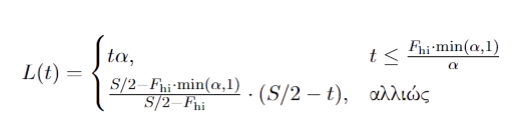 L(t) = { tα, t ≤ F_hi·min(α,1) / α
S/2−F_hi·min(α,1) / S/2−F_hi · (S/2 − t), αλλιώς